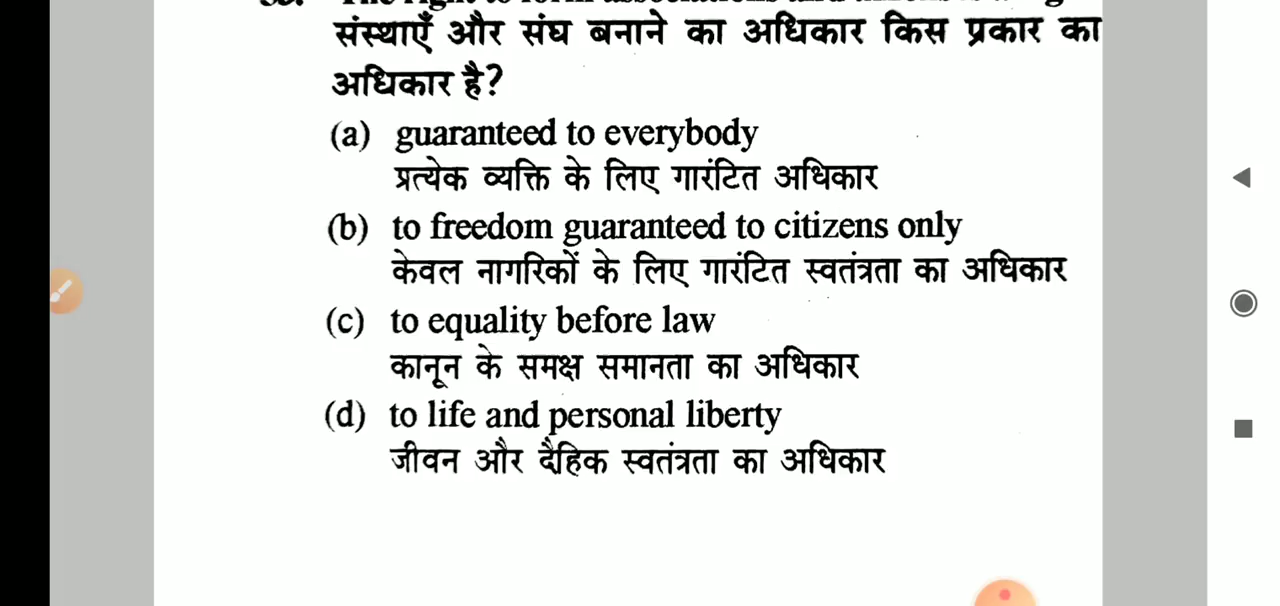 संस्थाएँ और संघ बनाने का अधिकार किस प्रकार का
अधिकार है?
(a) guaranteed to everybody
प्रत्येक व्यक्ति के लिए गारंटित अधिकार
(b) to freedom guaranteed to citizens only
केवल नागरिकों के लिए गारंटित स्वतंत्रता का अधिकार
(c) to equality before law
कानून के समक्ष समानता का अधिकार
(d) to life and personal liberty
जीवन और दैहिक स्वतंत्रता का अधिकार